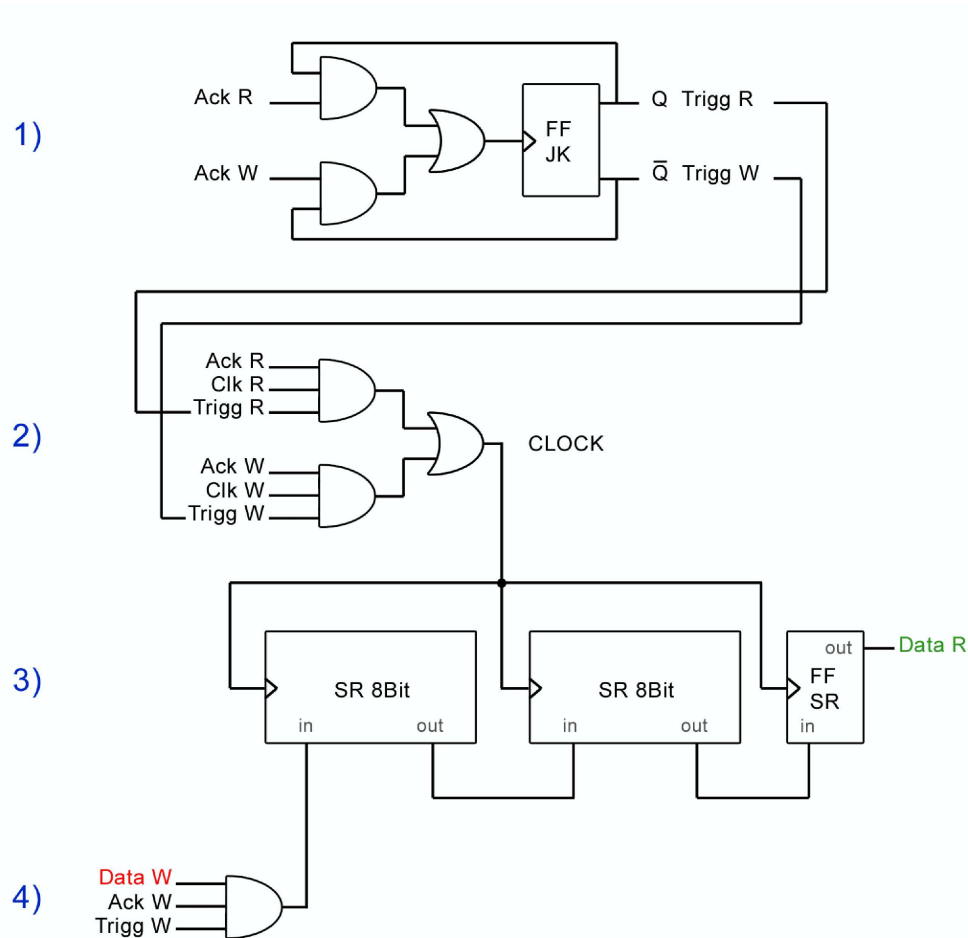 1)
Ack R
Ack W
FF
JK
Q Trigg R
Q̅ Trigg W
2)
Ack R
Clk R
Trigg R
Ack W
Clk W
Trigg W
CLOCK
3)
SR 8Bit
in
out
SR 8Bit
in
out
out
FF
SR
in
Data R
4)
Data W
Ack W
Trigg W